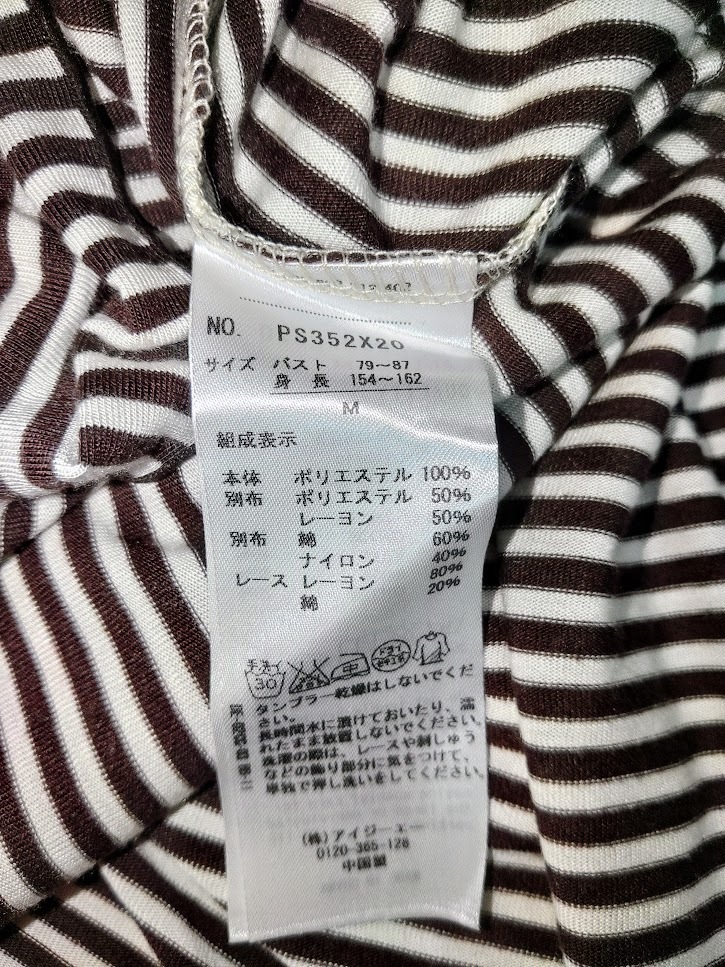 NO. PS352X26
サイズ バスト 79～87
身長 154～162
M
組成表示
本体 ポリエステル 100%
別布 ポリエステル 50%
レーヨン 50%
別布 綿 60%
ナイロン 40%
レース レーヨン 80%
綿 20%
手洗イ 30 中 ドライ
タンブラー乾燥はしないでくだ
さい。
長時間水に漬けておいたり、濡
れたまま放置しないでください。
洗濯の際は、レースや刺しゅう
などの飾り部分に気をつけて、
単独で押し洗いをしてください。
(株)アイジーエー
0120-365-128
中国製